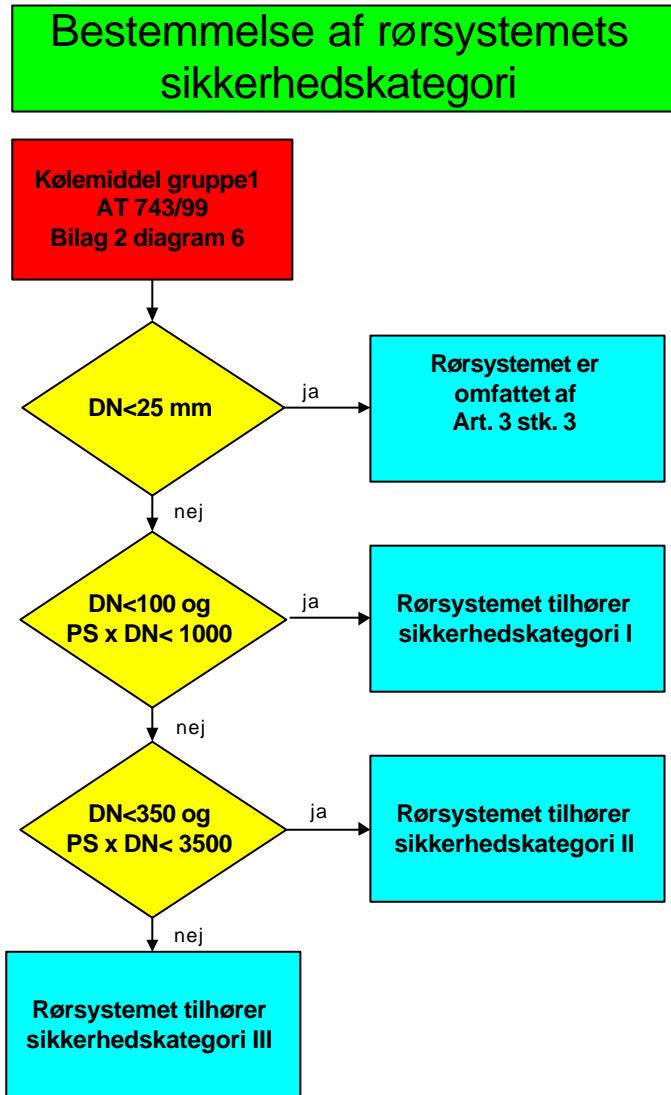 Bestemmelse af rørsystemets
sikkerhedskategori
Kølemiddel gruppe1
AT 743/99
Bilag 2 diagram 6
DN<25 mm
ja
Rørsystemet er
omfattet af
Art. 3 stk. 3
nej
DN<100 og
PS x DN< 1000
ja
Rørsystemet tilhører
sikkerhedskategori I
nej
DN<350 og
PS x DN< 3500
ja
Rørsystemet tilhører
sikkerhedskategori II
nej
Rørsystemet tilhører
sikkerhedskategori III